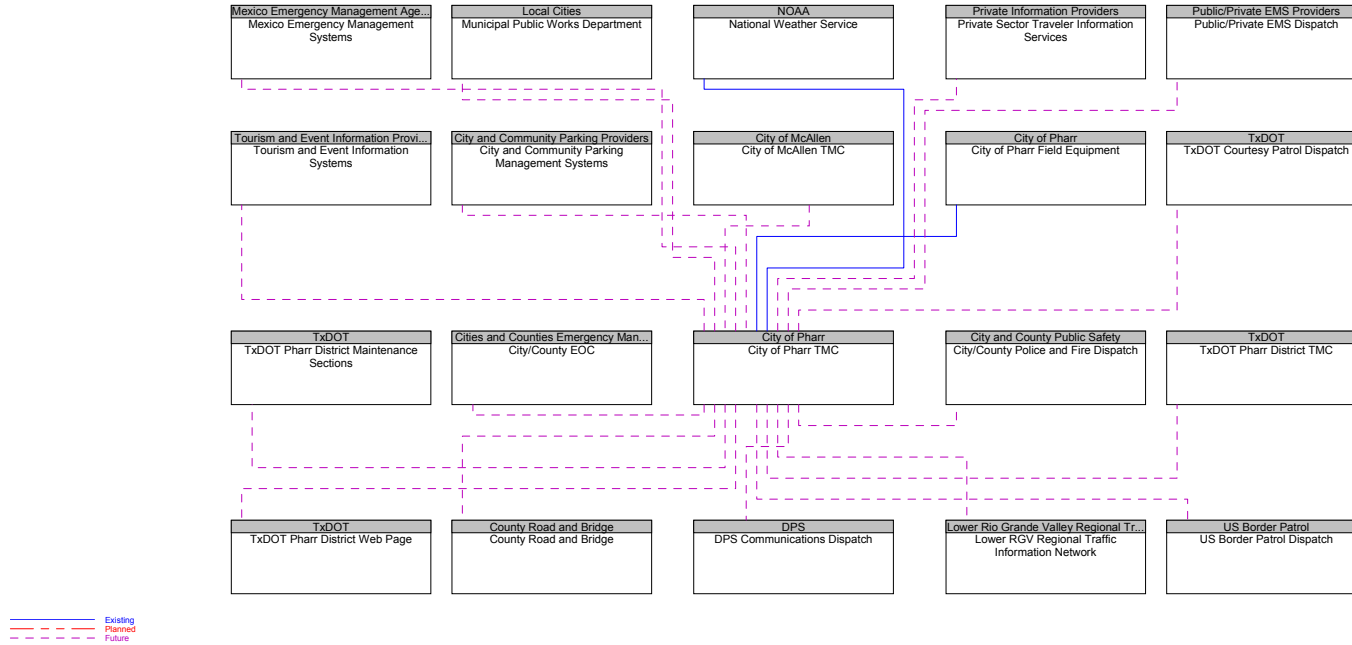 Mexico Emergency Management Age...
Mexico Emergency Management
Systems
Local Cities
Municipal Public Works Department
NOAA
National Weather Service
Private Information Providers
Private Sector Traveler Information
Services
Public/Private EMS Providers
Public/Private EMS Dispatch
Tourism and Event Information Provi...
Tourism and Event Information
Systems
City and Community Parking Providers
City and Community Parking
Management Systems
City of McAllen
City of McAllen TMC
City of Pharr
City of Pharr Field Equipment
TxDOT
TxDOT Courtesy Patrol Dispatch
TxDOT
TxDOT Pharr District Maintenance
Sections
Cities and Counties Emergency Man...
City/County EOC
City of Pharr
City of Pharr TMC
City and County Public Safety
City/County Police and Fire Dispatch
TxDOT
TxDOT Pharr District TMC
TxDOT
TxDOT Pharr District Web Page
County Road and Bridge
County Road and Bridge
DPS
DPS Communications Dispatch
Lower Rio Grande Valley Regional Tr...
Lower RGV Regional Traffic
Information Network
US Border Patrol
US Border Patrol Dispatch
Existing
Planned
Future